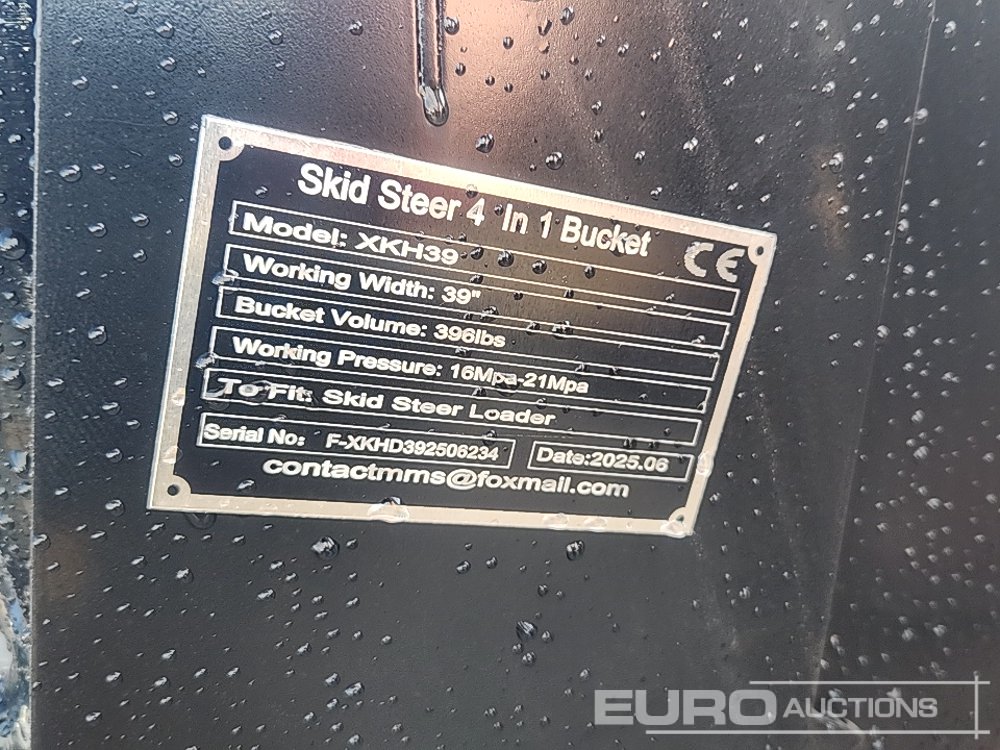 Skid Steer 4 In 1 Bucket
CE
Model: XKH39
Working Width: 39"
Bucket Volume: 396lbs
Working Pressure: 16Mpa-21Mpa
To Fit: Skid Steer Loader
Serial No: F-XKHD392506234 Date:2025.06
contactmms@foxmail.com
EURO AUCTIONS